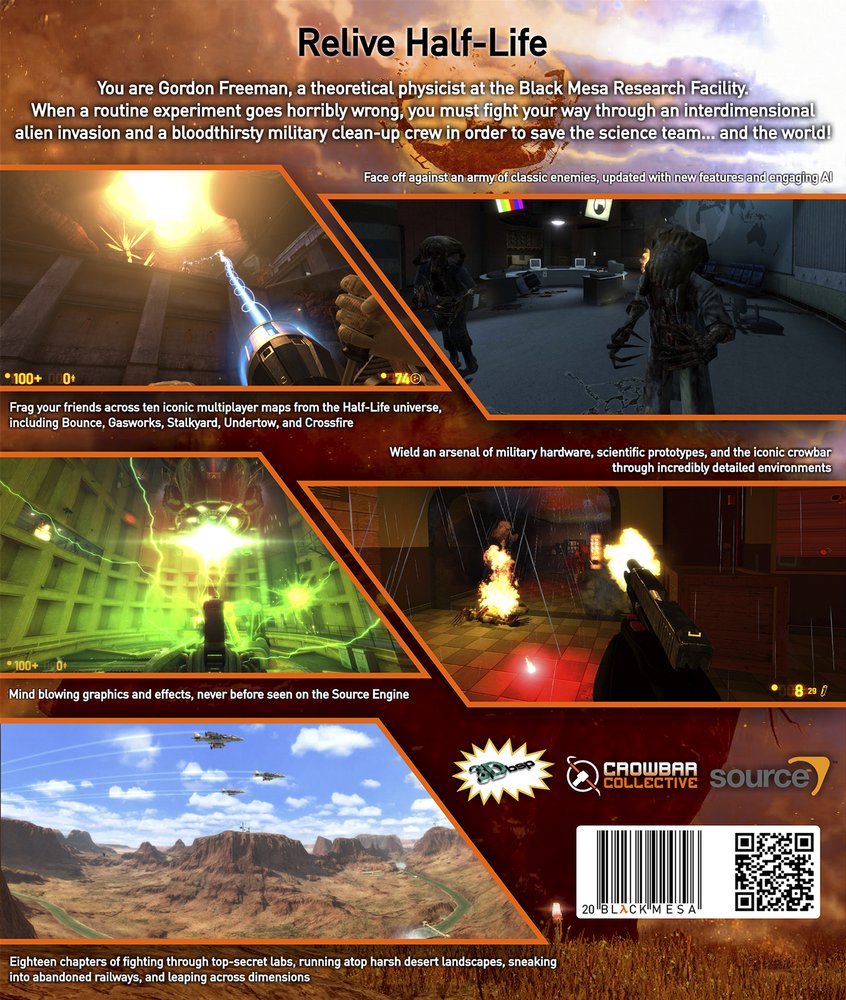 Relive Half-Life
You are Gordon Freeman, a theoretical physicist at the Black Mesa Research Facility.
When a routine experiment goes horribly wrong, you must fight your way through an interdimensional
alien invasion and a bloodthirsty military clean-up crew in order to save the science team... and the world!
Face off against an army of classic enemies, updated with new features and engaging AI
100+ 0
74
Frag your friends across ten iconic multiplayer maps from the Half-Life universe,
including Bounce, Gasworks, Stalkyard, Undertow, and Crossfire
Wield an arsenal of military hardware, scientific prototypes, and the iconic crowbar
through incredibly detailed environments
100+ 0
8 29
Mind blowing graphics and effects, never before seen on the Source Engine
3D bsp
CROWBAR
COLLECTIVE
source
20 BLλCK MESA
Eighteen chapters of fighting through top-secret labs, running atop harsh desert landscapes, sneaking
into abandoned railways, and leaping across dimensions